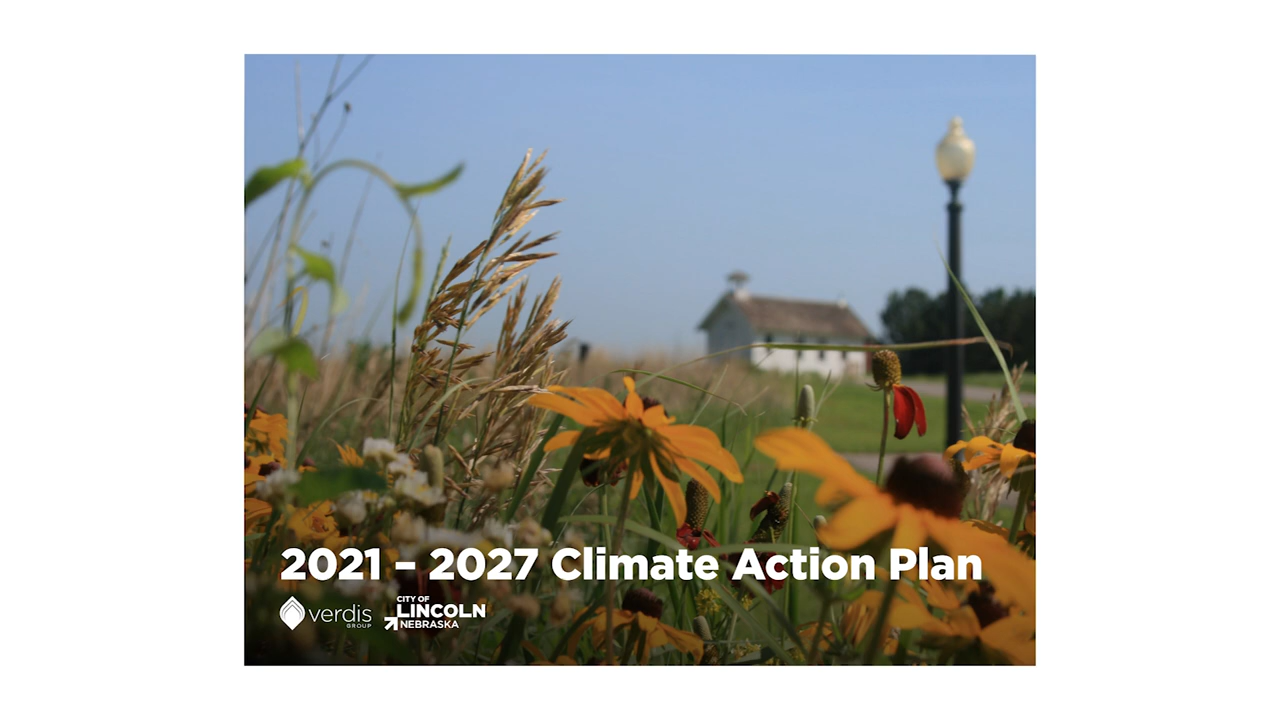 2021 – 2027 Climate Action Plan
verdis
GROUP
CITY OF
LINCOLN
NEBRASKA